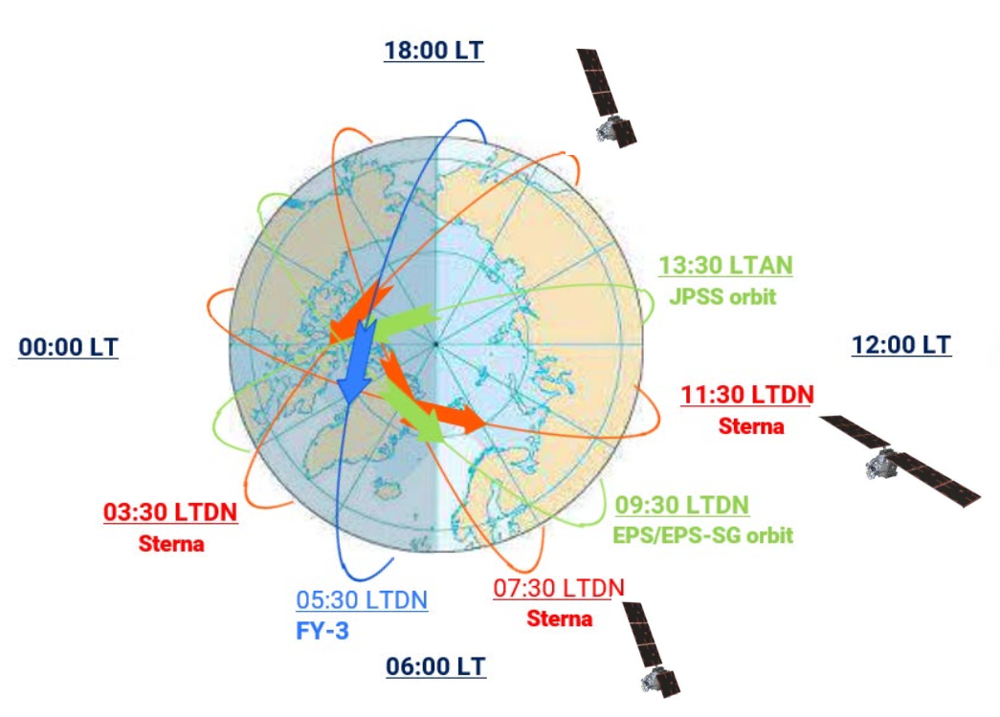 18:00 LT
13:30 LTAN
JPSS orbit
00:00 LT
12:00 LT
11:30 LTDN
Sterna
03:30 LTDN
Sterna
09:30 LTDN
EPS/EPS-SG orbit
05:30 LTDN
FY-3
07:30 LTDN
Sterna
06:00 LT